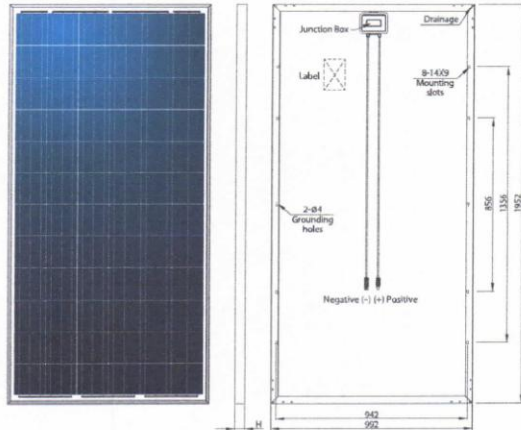 Drainage
Junction Box
Label
8-14X9
Mounting
slots
2-Ø4
Grounding
holes
856
1356
1952
Negative (-) (+) Positive
H
942
992